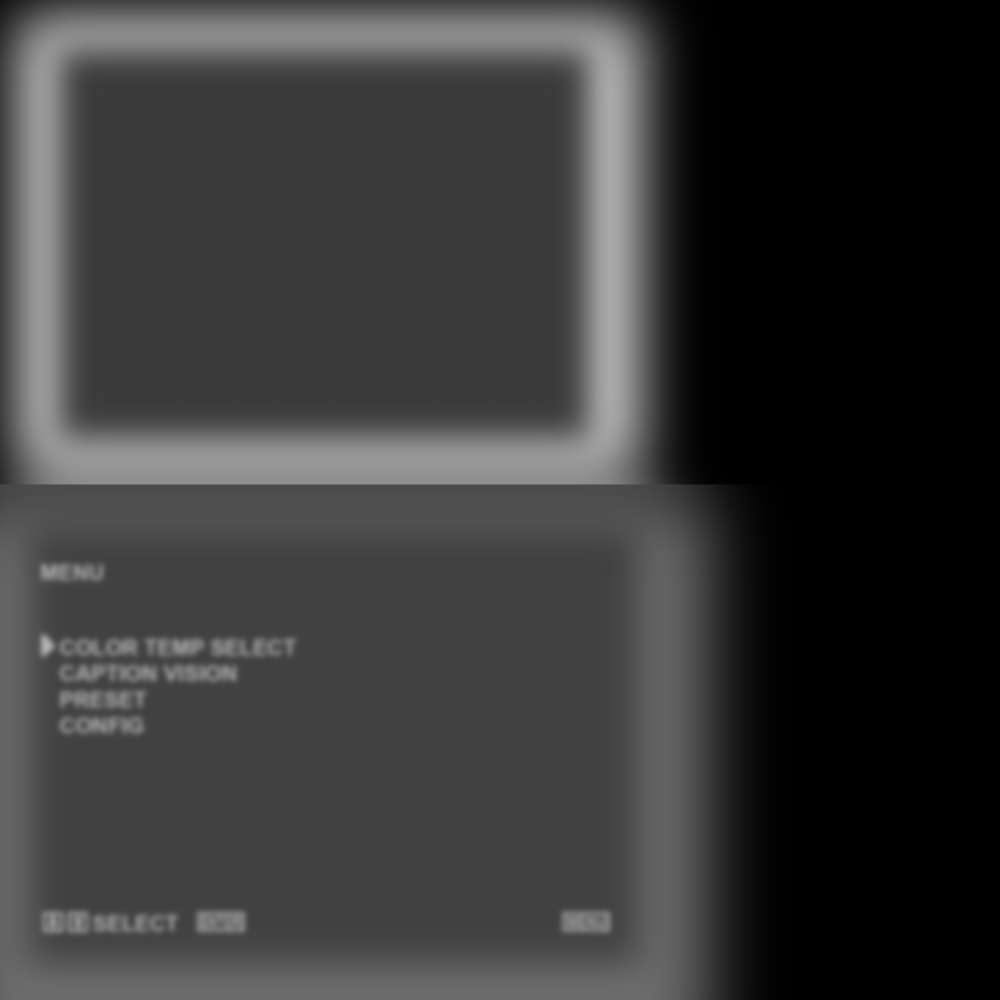 MENU
COLOR TEMP SELECT
CAPTION VISION
PRESET
CONFIG
SELECT